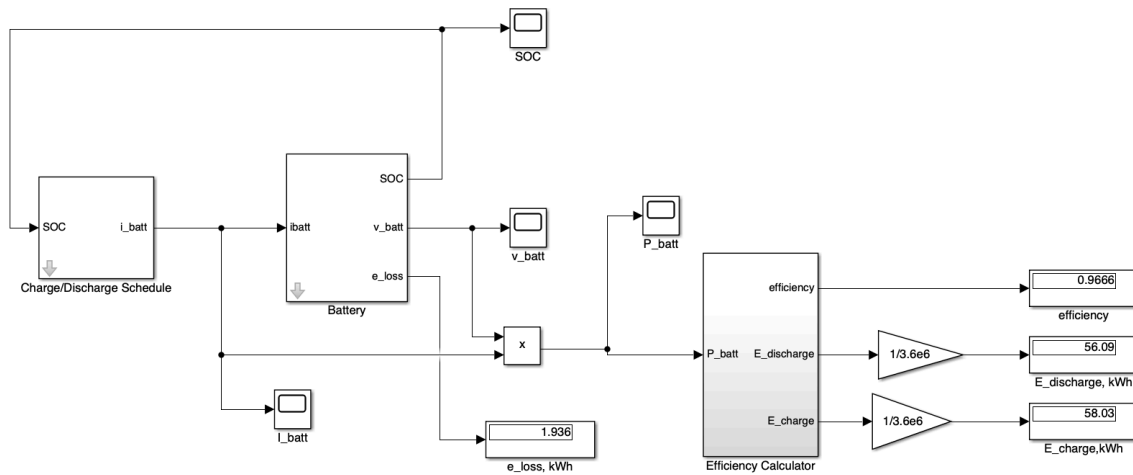 SOC
SOC
i_batt
Charge/Discharge Schedule
ibatt
SOC
v_batt
e_loss
Battery
v_batt
P_batt
x
I_batt
1.936
e_loss, kWh
P_batt
efficiency
E_discharge
E_charge
Efficiency Calculator
0.9666
efficiency
1/3.6e6
56.09
E_discharge, kWh
1/3.6e6
58.03
E_charge,kWh